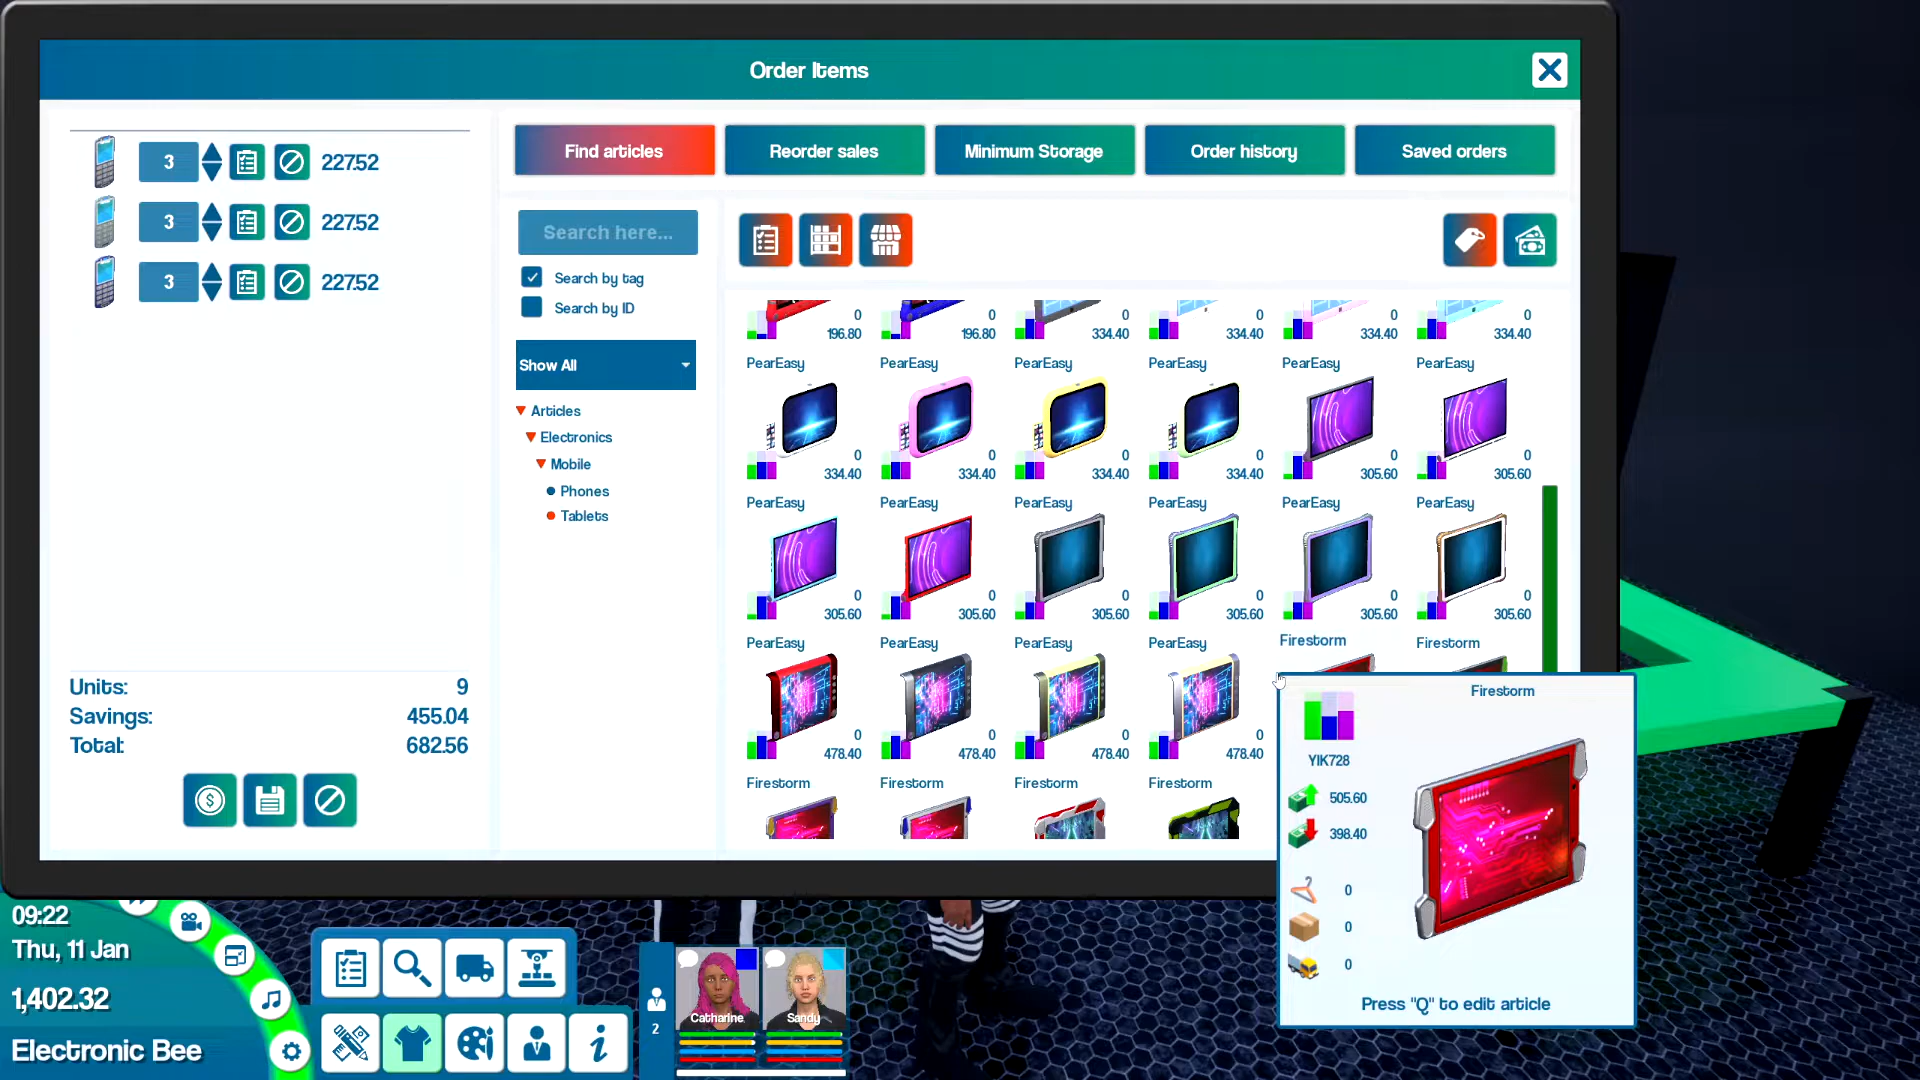 Order Items
3 227.52
3 227.52
3 227.52
Units: 9
Savings: 455.04
Total: 682.56
Find articles Reorder sales Minimum Storage Order history Saved orders
Search here...
Search by tag
Search by ID
Show All
Articles
Electronics
Mobile
Phones
Tablets
0 0 0 0 0 0
196.80 196.80 334.40 334.40 334.40 334.40
PearEasy PearEasy PearEasy PearEasy PearEasy PearEasy
0 0 0 0 0 0
334.40 334.40 334.40 334.40 305.60 305.60
PearEasy PearEasy PearEasy PearEasy PearEasy PearEasy
0 0 0 0 0 0
305.60 305.60 305.60 305.60 305.60 305.60
PearEasy PearEasy PearEasy PearEasy Firestorm Firestorm
0 0 0 0
478.40 478.40 478.40 478.40
Firestorm Firestorm Firestorm Firestorm
Firestorm
YIK728
505.60
398.40
0
0
0
Press "Q" to edit article
09:22
Thu, 11 Jan
1,402.32
Electronic Bee
2
Catharine
Sandy